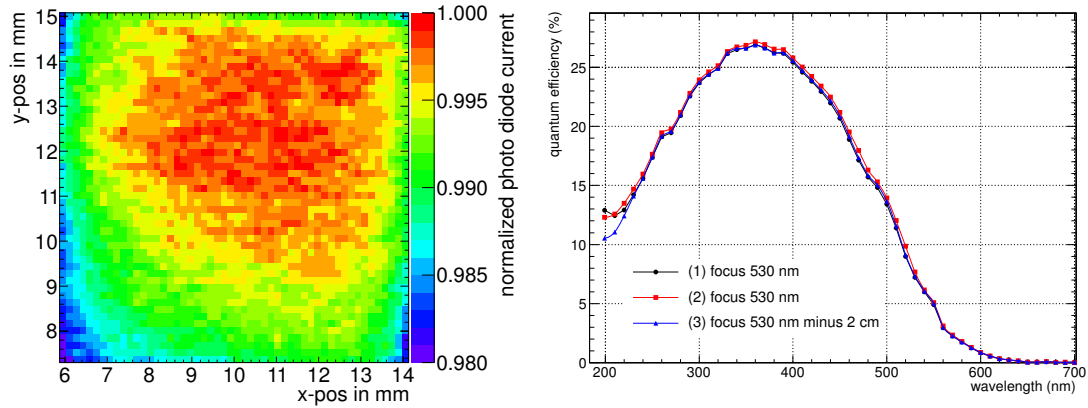 y-pos in mm
15
14
13
12
11
10
9
8
6 7 8 9 10 11 12 13 14
x-pos in mm
1.000
0.995
0.990
0.985
0.980
normalized photo diode current
quantum efficiency (%)
25
20
15
10
5
0
(1) focus 530 nm
(2) focus 530 nm
(3) focus 530 nm minus 2 cm
200 300 400 500 600 700
wavelength (nm)